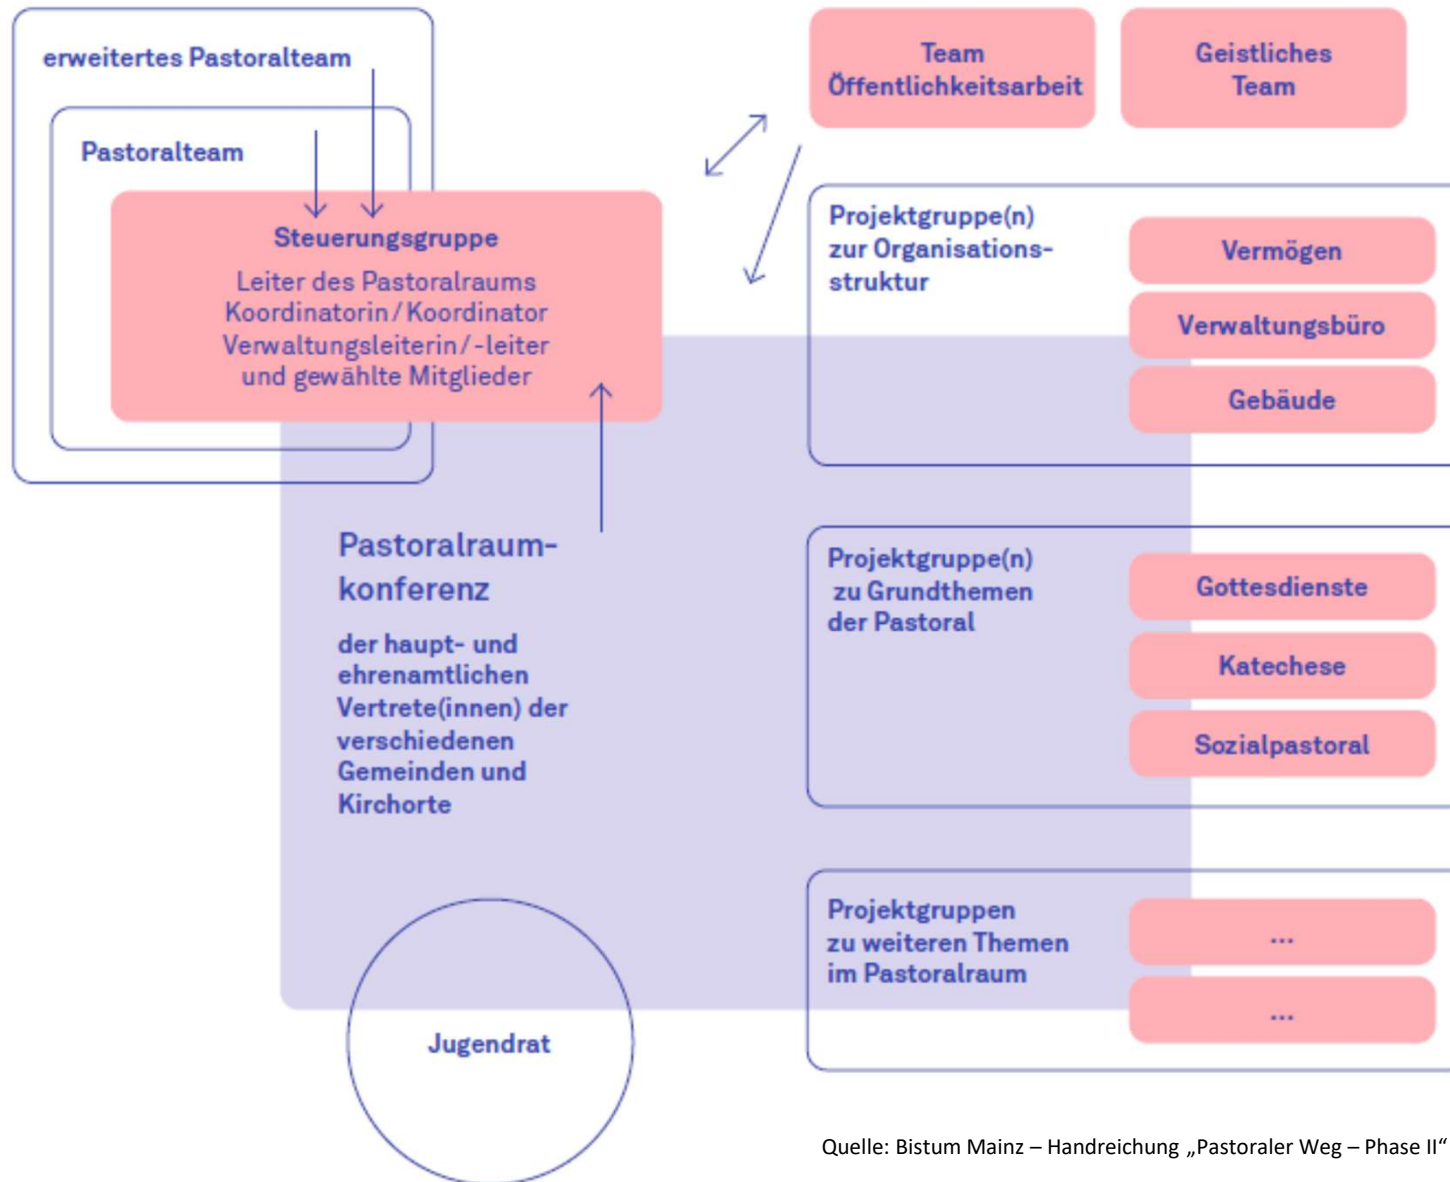 erweitertes Pastoralteam
Pastoralteam
Steuerungsgruppe
Leiter des Pastoralraums
Koordinatorin/Koordinator
Verwaltungsleiterin/-leiter
und gewählte Mitglieder
Team
Öffentlichkeitsarbeit
Geistliches
Team
Projektgruppe(n)
zur Organisations-
struktur
Vermögen
Verwaltungsbüro
Gebäude
Pastoralraum-
konferenz
der haupt- und
ehrenamtlichen
Vertrete(innen) der
verschiedenen
Gemeinden und
Kirchorte
Projektgruppe(n)
zu Grundthemen
der Pastoral
Gottesdienste
Katechese
Sozialpastoral
Projektgruppen
zu weiteren Themen
im Pastoralraum
...
...
Jugendrat
Quelle: Bistum Mainz – Handreichung „Pastoraler Weg – Phase II“